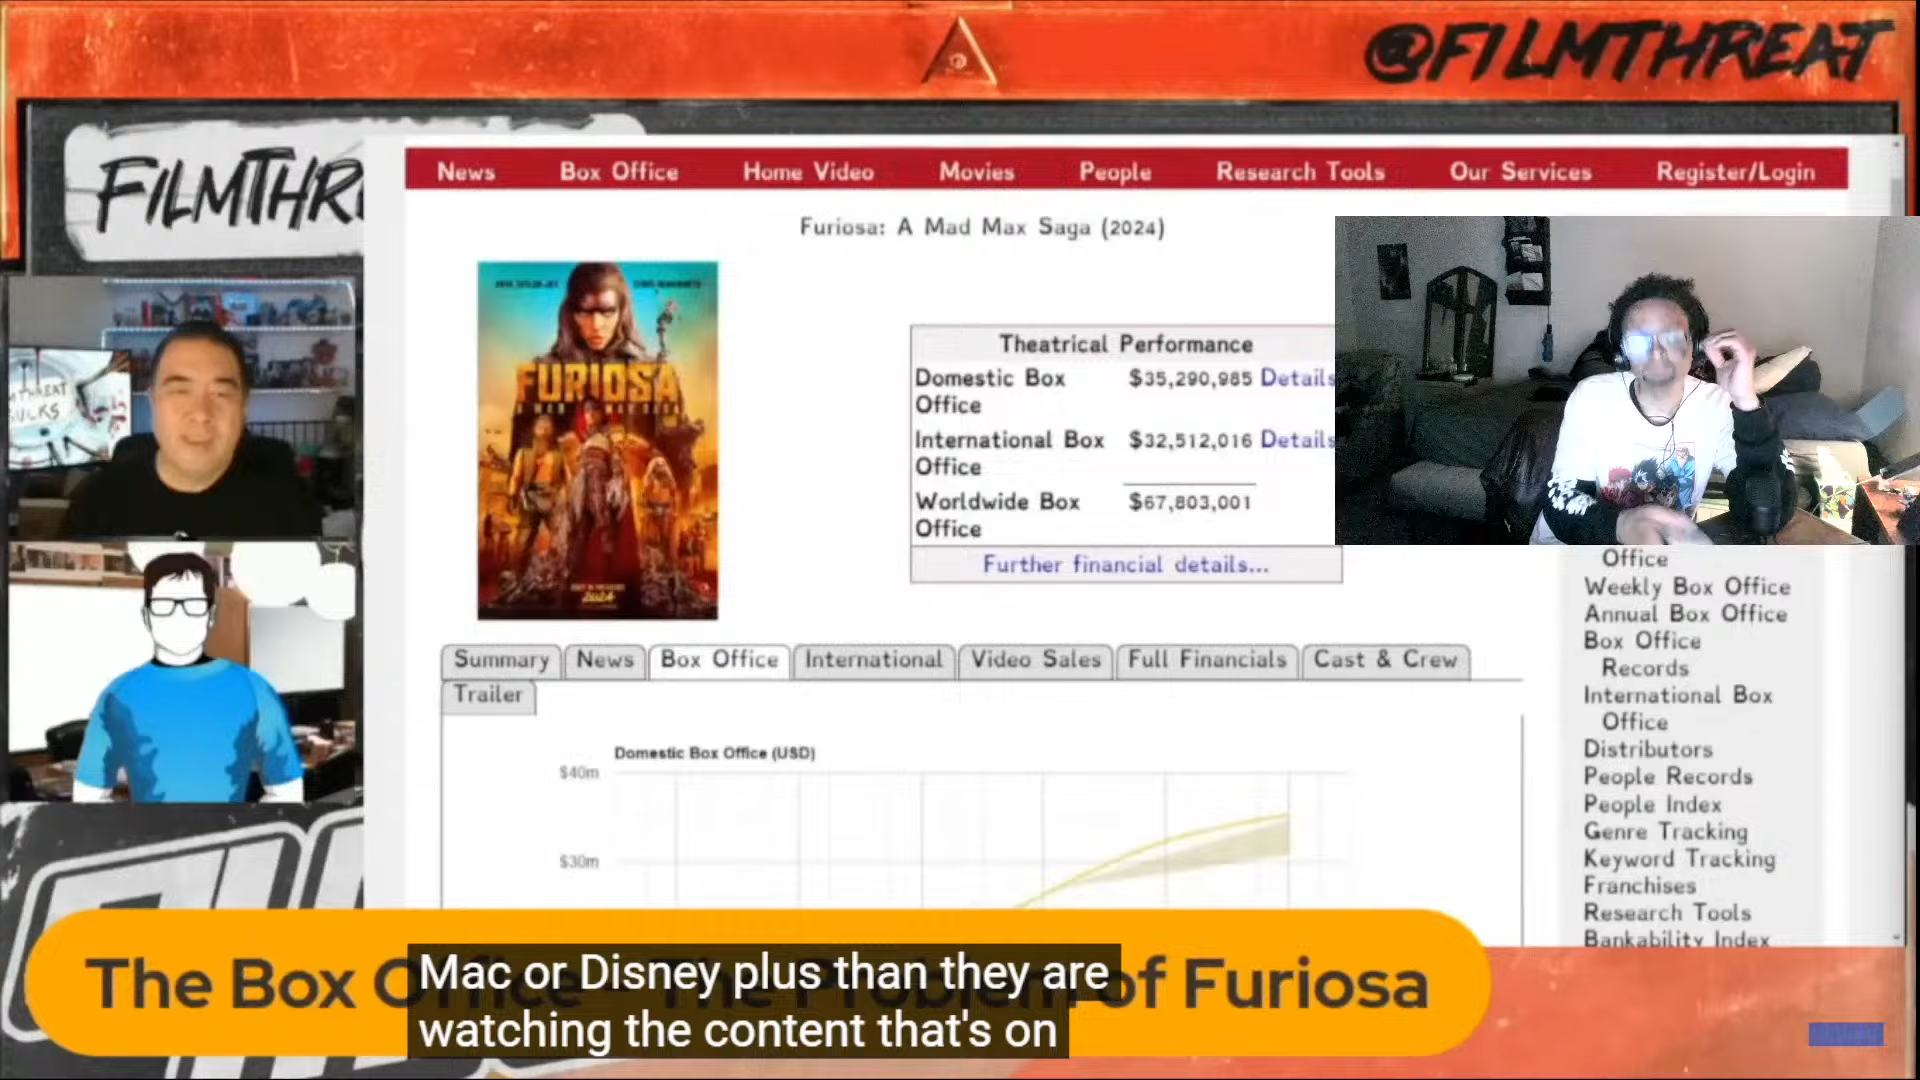 @FILMTHREAT
FILMTHR
News Box Office Home Video Movies People Research Tools Our Services Register/Login
Furiosa: A Mad Max Saga (2024)
FURIOSA
2024
Theatrical Performance
Domestic Box Office $35,290,985 Details
International Box Office $32,512,016 Details
Worldwide Box Office $67,803,001
Further financial details...
Summary News Box Office International Video Sales Full Financials Cast & Crew
Trailer
Domestic Box Office (USD)
$40m
$30m
Office
Weekly Box Office
Annual Box Office
Box Office
Records
International Box
Office
Distributors
People Records
People Index
Genre Tracking
Keyword Tracking
Franchises
Research Tools
Bankability Index
The Box Office - The Problem of Furiosa
Mac or Disney plus than they are
watching the content that's on